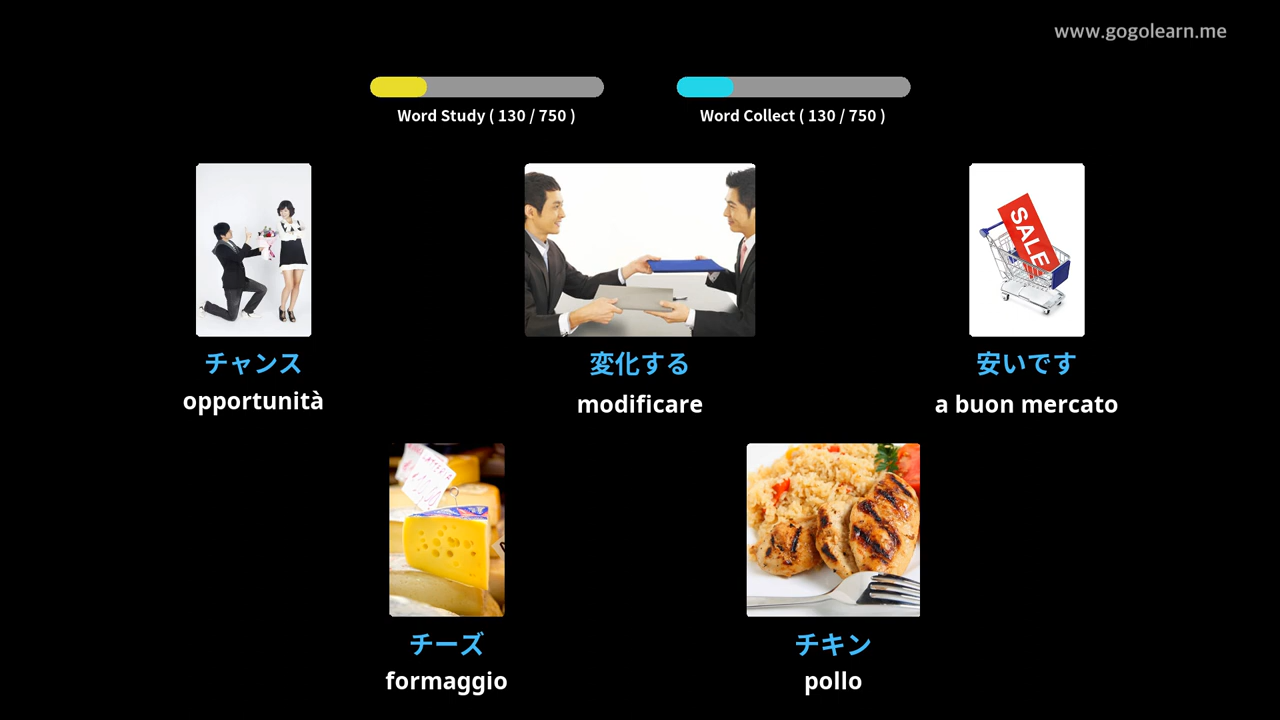 www.gogolearn.me
Word Study ( 130 / 750 )
Word Collect ( 130 / 750 )
SALE
チャンス
変化する
安いです
opportunità
modificare
a buon mercato
チーズ
チキン
formaggio
pollo